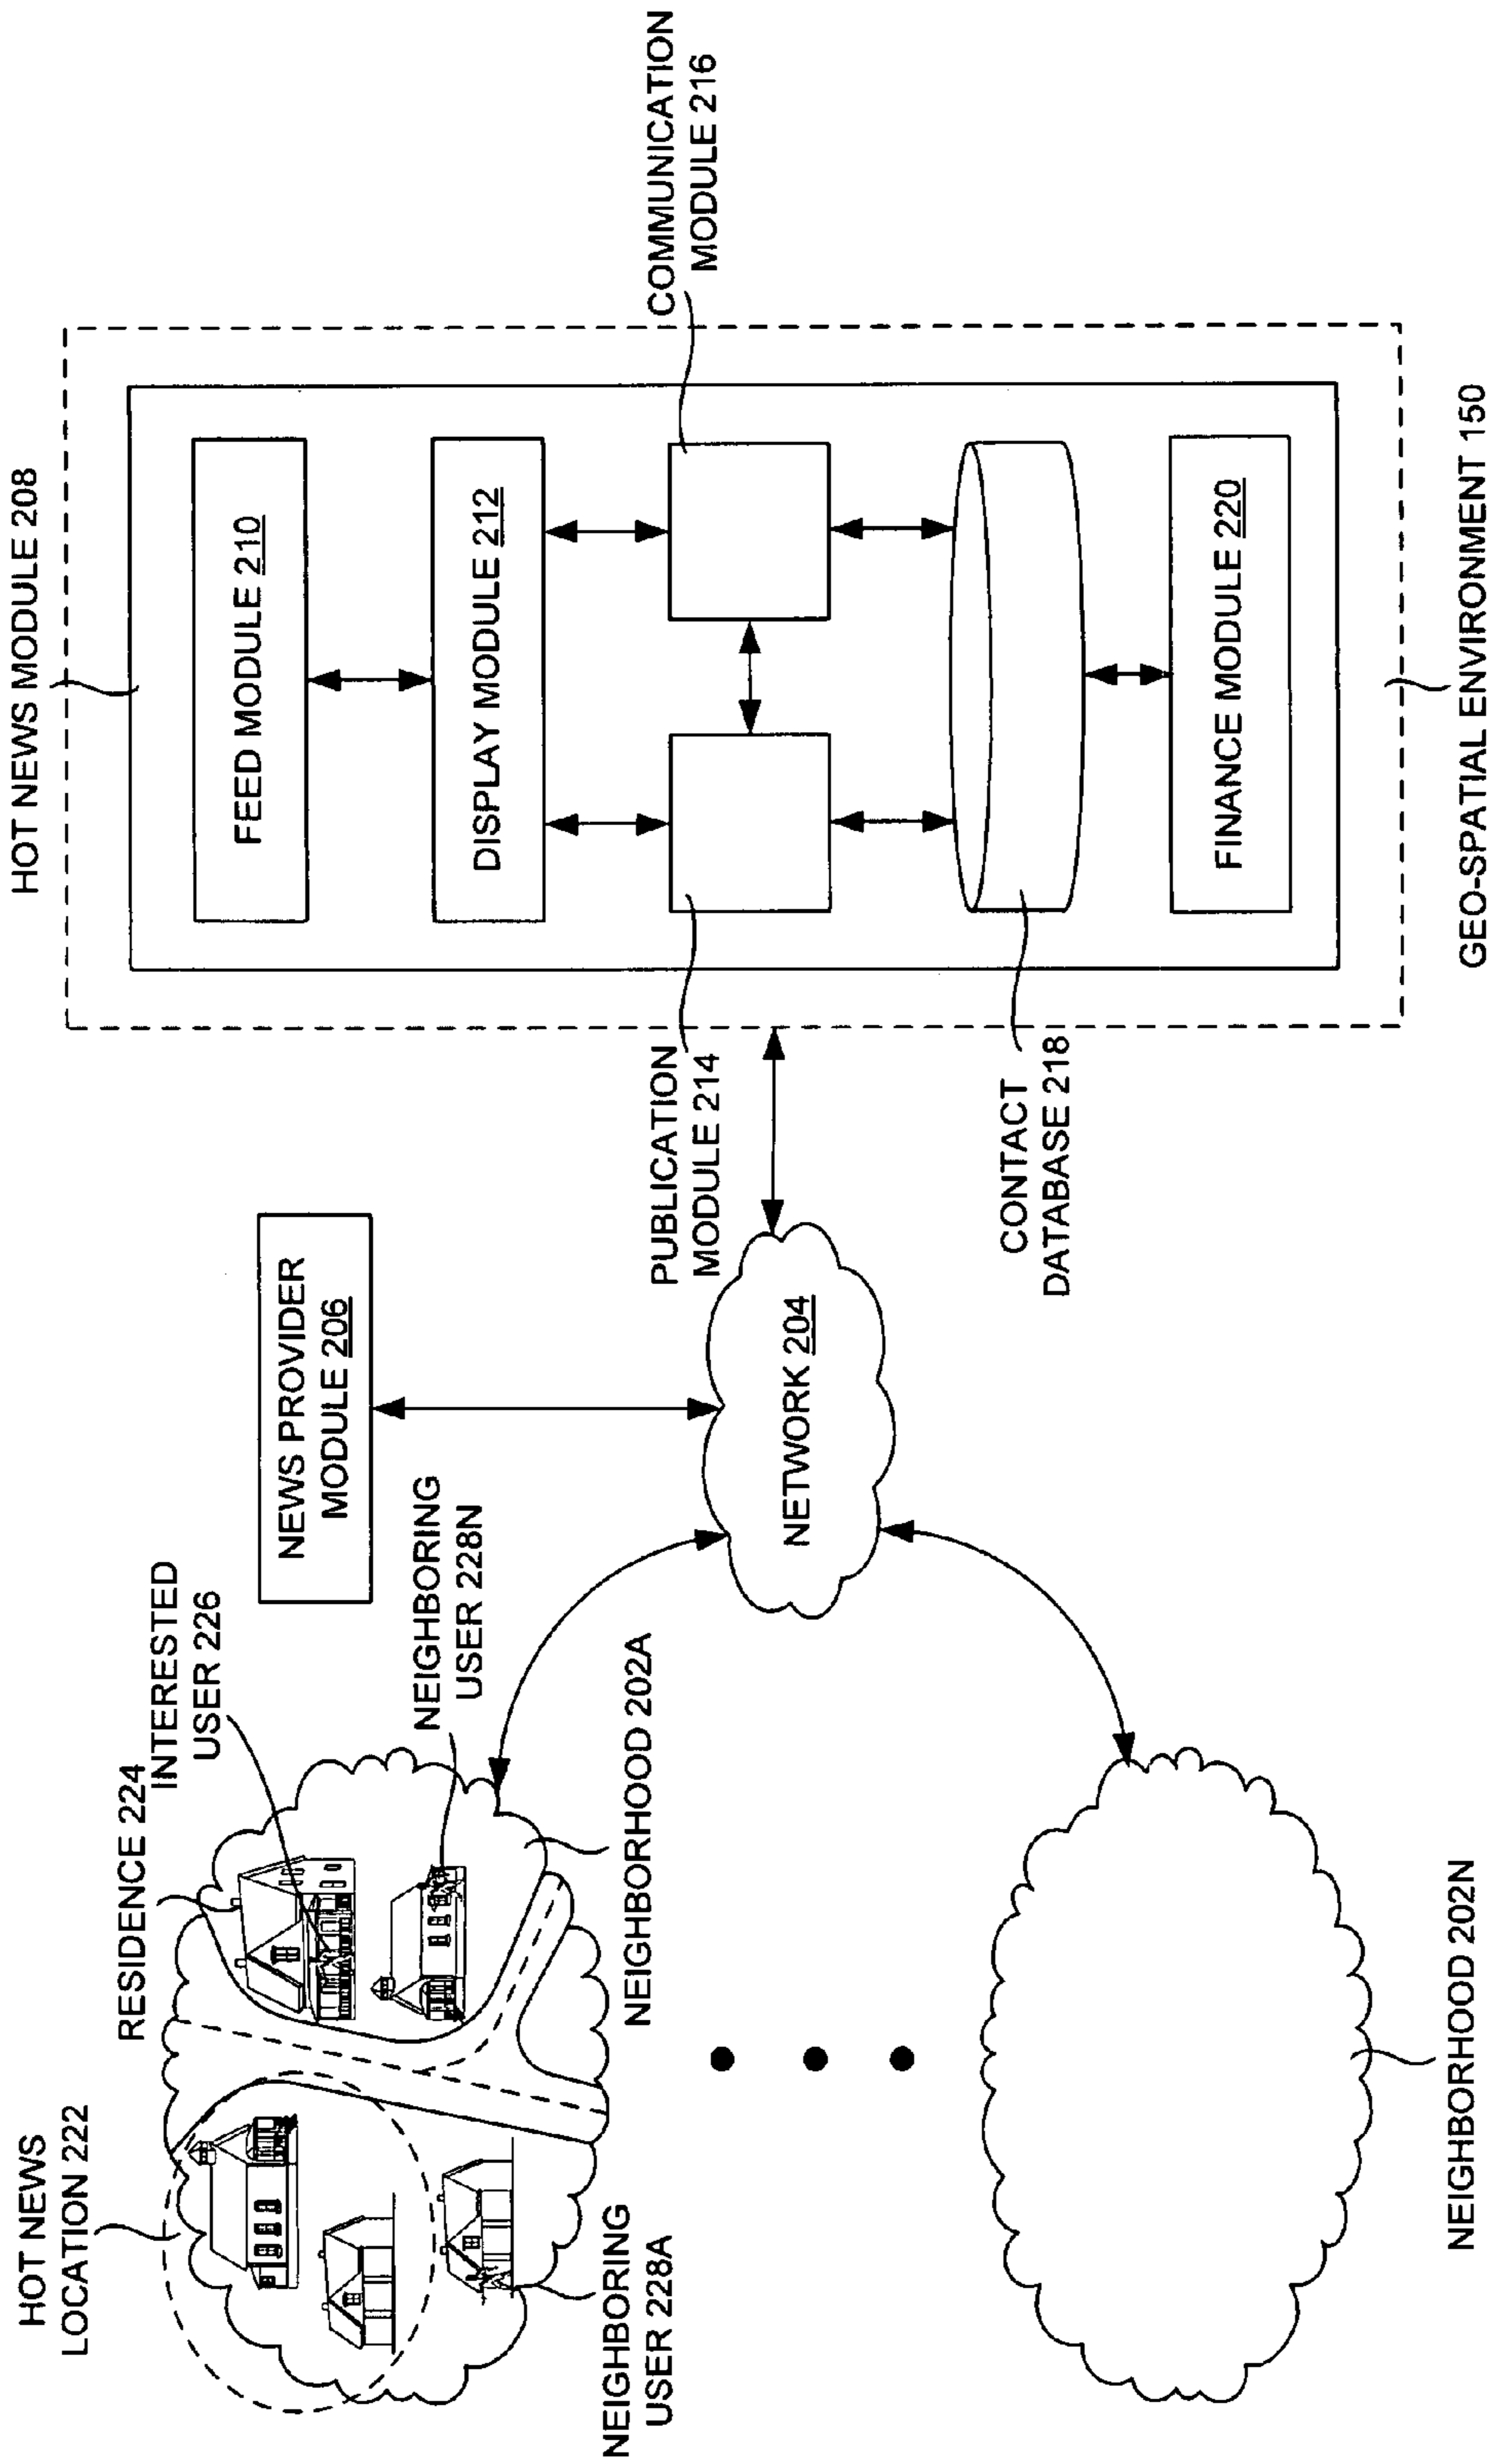 HOT NEWS
LOCATION 222
RESIDENCE 224
INTERESTED
USER 226
NEIGHBORING
USER 228N
NEIGHBORING
USER 228A
NEIGHBORHOOD 202A
NEIGHBORHOOD 202N
NEWS PROVIDER
MODULE 206
NETWORK 204
HOT NEWS MODULE 208
FEED MODULE 210
DISPLAY MODULE 212
PUBLICATION
MODULE 214
COMMUNICATION
MODULE 216
CONTACT
DATABASE 218
FINANCE MODULE 220
GEO-SPATIAL ENVIRONMENT 150